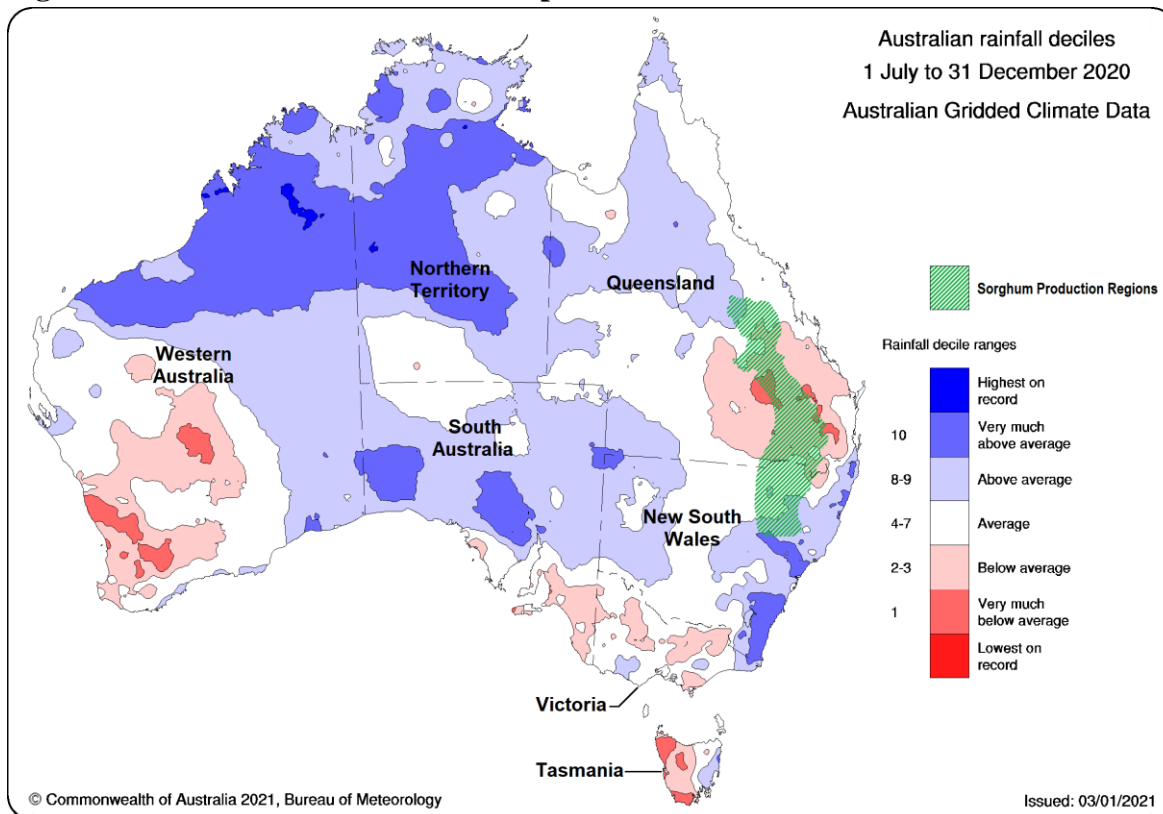 Australian rainfall deciles
1 July to 31 December 2020
Australian Gridded Climate Data
Northern
Territory
Queensland
Western
Australia
South
Australia
New South
Wales
Victoria
Tasmania
Sorghum Production Regions
Rainfall decile ranges
Highest on
record
10
Very much
above average
8-9
Above average
4-7
Average
2-3
Below average
1
Very much
below average
Lowest on
record
© Commonwealth of Australia 2021, Bureau of Meteorology
Issued: 03/01/2021